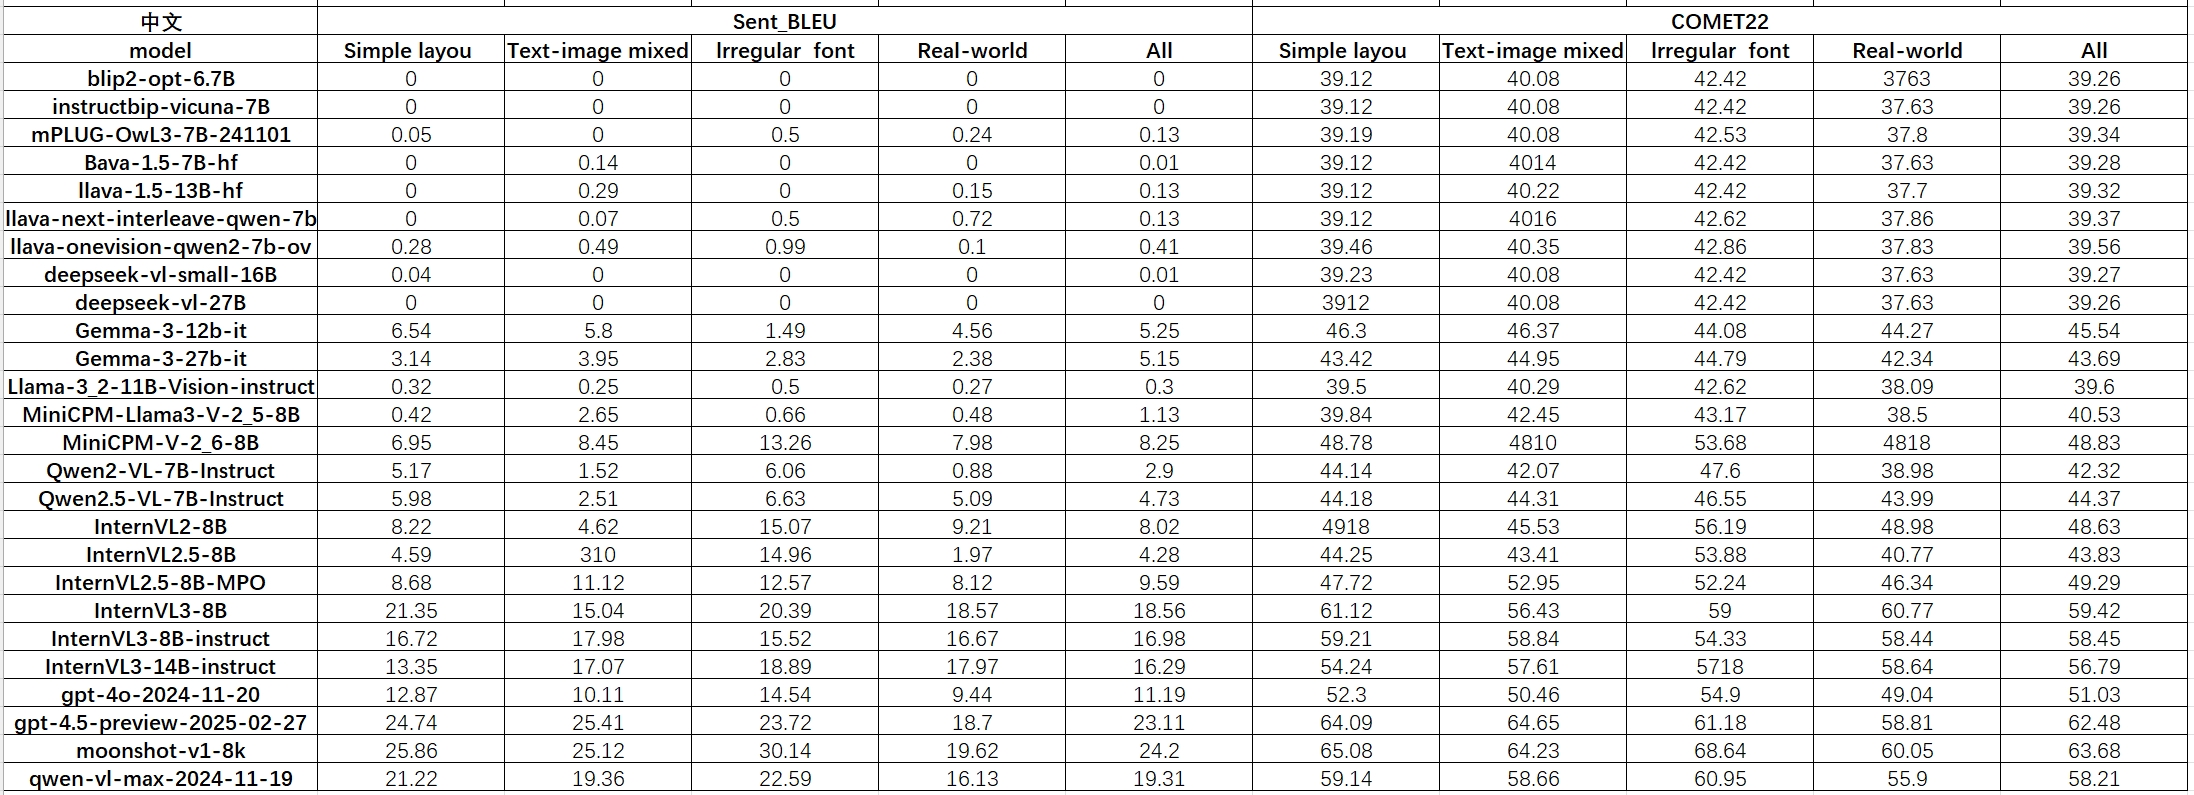 中文 Sent_BLEU COMET22
model Simple layou Text-image mixed Irregular font Real-world All Simple layou Text-image mixed Irregular font Real-world All
blip2-opt-6.7B 0 0 0 0 0 39.12 40.08 42.42 3763 39.26
instructbip-vicuna-7B 0 0 0 0 0 39.12 40.08 42.42 37.63 39.26
mPLUG-OwL3-7B-241101 0.05 0 0.5 0.24 0.13 39.19 40.08 42.53 37.8 39.34
Bava-1.5-7B-hf 0 0.14 0 0 0.01 39.12 4014 42.42 37.63 39.28
llava-1.5-13B-hf 0 0.29 0 0.15 0.13 39.12 40.22 42.42 37.7 39.32
llava-next-interleave-qwen-7b 0 0.07 0.5 0.72 0.13 39.12 4016 42.62 37.86 39.37
llava-onevision-qwen2-7b-ov 0.28 0.49 0.99 0.1 0.41 39.46 40.35 42.86 37.83 39.56
deepseek-vl-small-16B 0.04 0 0 0 0.01 39.23 40.08 42.42 37.63 39.27
deepseek-vl-27B 0 0 0 0 0 3912 40.08 42.42 37.63 39.26
Gemma-3-12b-it 6.54 5.8 1.49 4.56 5.25 46.3 46.37 44.08 44.27 45.54
Gemma-3-27b-it 3.14 3.95 2.83 2.38 5.15 43.42 44.95 44.79 42.34 43.69
Llama-3_2-11B-Vision-instruct 0.32 0.25 0.5 0.27 0.3 39.5 40.29 42.62 38.09 39.6
MiniCPM-Llama3-V-2_5-8B 0.42 2.65 0.66 0.48 1.13 39.84 42.45 43.17 38.5 40.53
MiniCPM-V-2_6-8B 6.95 8.45 13.26 7.98 8.25 48.78 4810 53.68 4818 48.83
Qwen2-VL-7B-Instruct 5.17 1.52 6.06 0.88 2.9 44.14 42.07 47.6 38.98 42.32
Qwen2.5-VL-7B-Instruct 5.98 2.51 6.63 5.09 4.73 44.18 44.31 46.55 43.99 44.37
InternVL2-8B 8.22 4.62 15.07 9.21 8.02 4918 45.53 56.19 48.98 48.63
InternVL2.5-8B 4.59 310 14.96 1.97 4.28 44.25 43.41 53.88 40.77 43.83
InternVL2.5-8B-MPO 8.68 11.12 12.57 8.12 9.59 47.72 52.95 52.24 46.34 49.29
InternVL3-8B 21.35 15.04 20.39 18.57 18.56 61.12 56.43 59 60.77 59.42
InternVL3-8B-instruct 16.72 17.98 15.52 16.67 16.98 59.21 58.84 54.33 58.44 58.45
InternVL3-14B-instruct 13.35 17.07 18.89 17.97 16.29 54.24 57.61 5718 58.64 56.79
gpt-4o-2024-11-20 12.87 10.11 14.54 9.44 11.19 52.3 50.46 54.9 49.04 51.03
gpt-4.5-preview-2025-02-27 24.74 25.41 23.72 18.7 23.11 64.09 64.65 61.18 58.81 62.48
moonshot-v1-8k 25.86 25.12 30.14 19.62 24.2 65.08 64.23 68.64 60.05 63.68
qwen-vl-max-2024-11-19 21.22 19.36 22.59 16.13 19.31 59.14 58.66 60.95 55.9 58.21